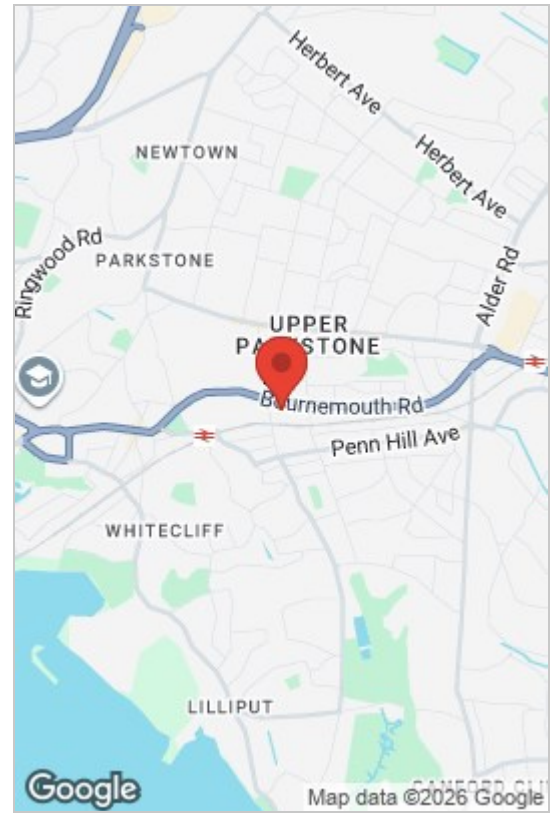 Herbert Ave
NEWTOWN
Herbert Ave
Ringwood Rd
PARKSTONE
Alder Rd
UPPER
PARKSTONE
Bournemouth Rd
Penn Hill Ave
WHITECLIFF
LILLIPUT
Google
Map data ©2026 Google